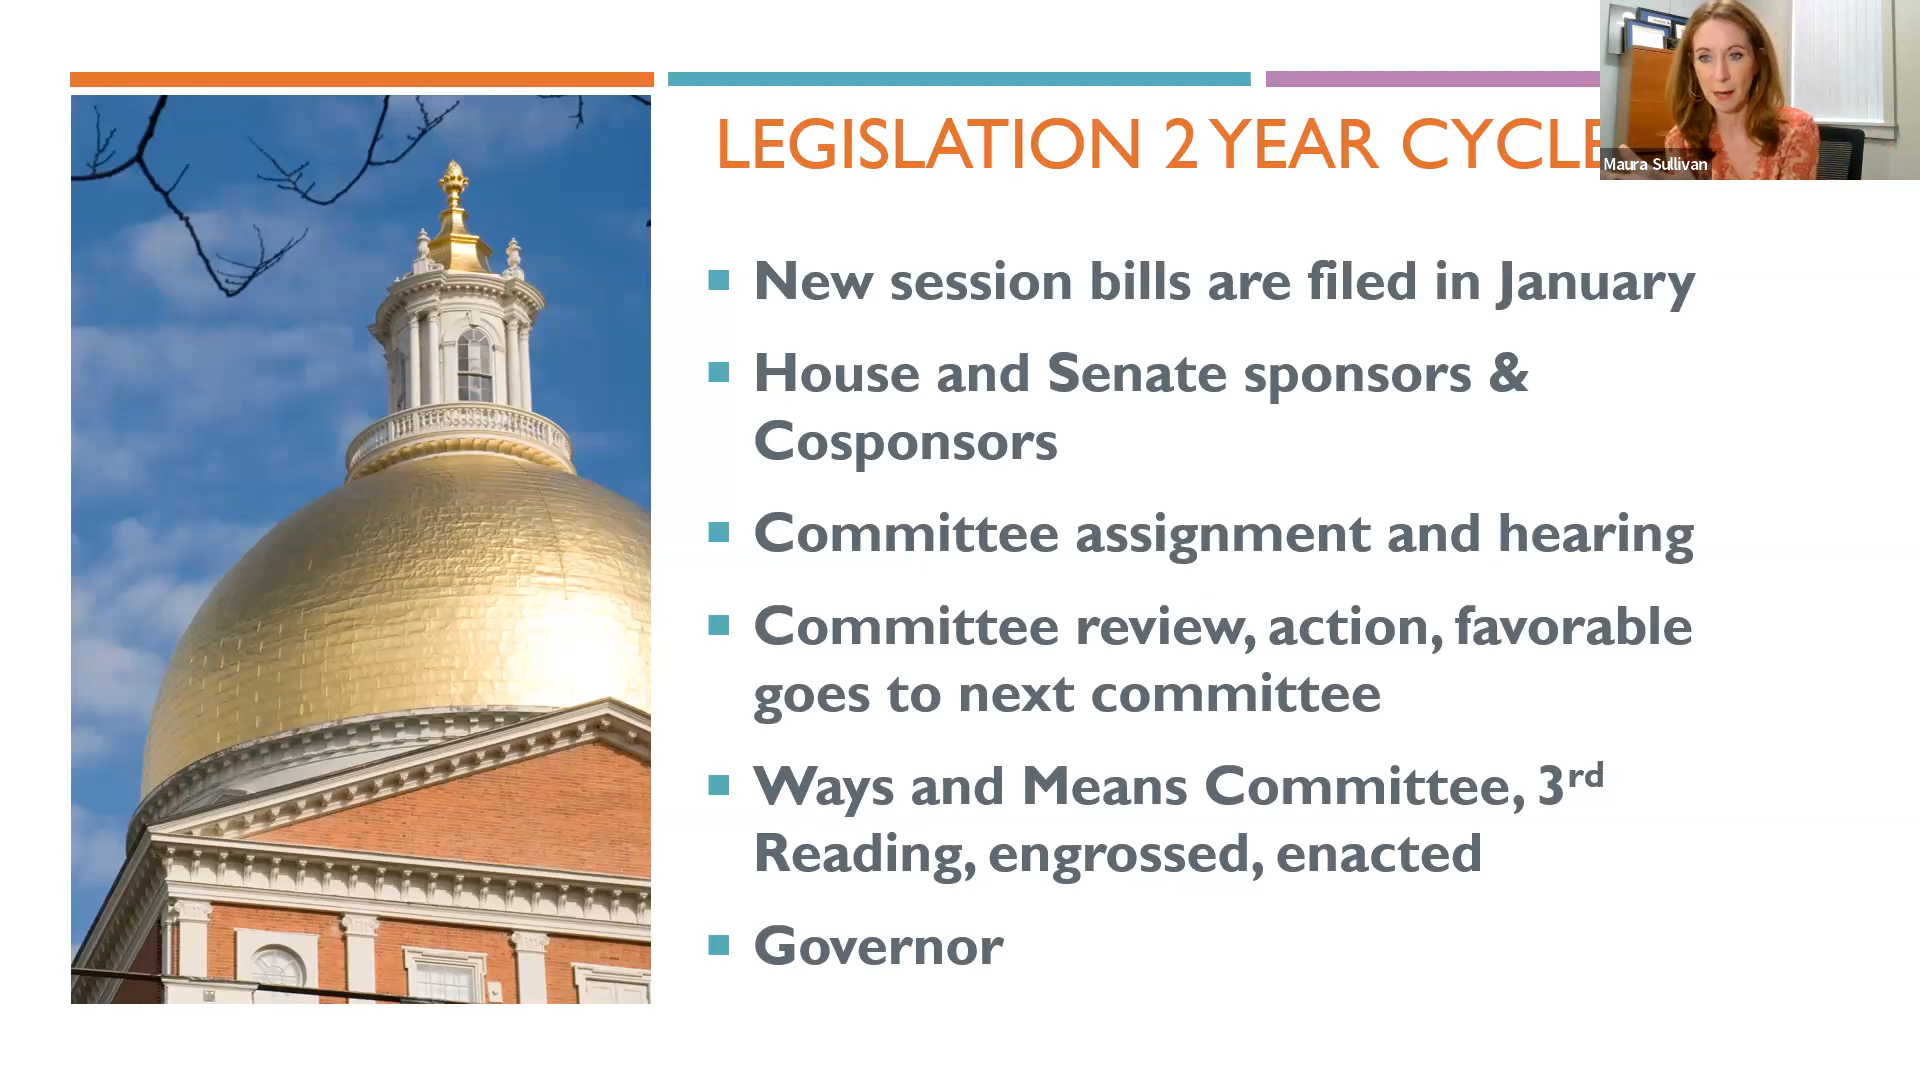 LEGISLATION 2 YEAR CYCLE
Maura Sullivan
New session bills are filed in January
House and Senate sponsors &
Cosponsors
Committee assignment and hearing
Committee review, action, favorable
goes to next committee
Ways and Means Committee, 3rd
Reading, engrossed, enacted
Governor